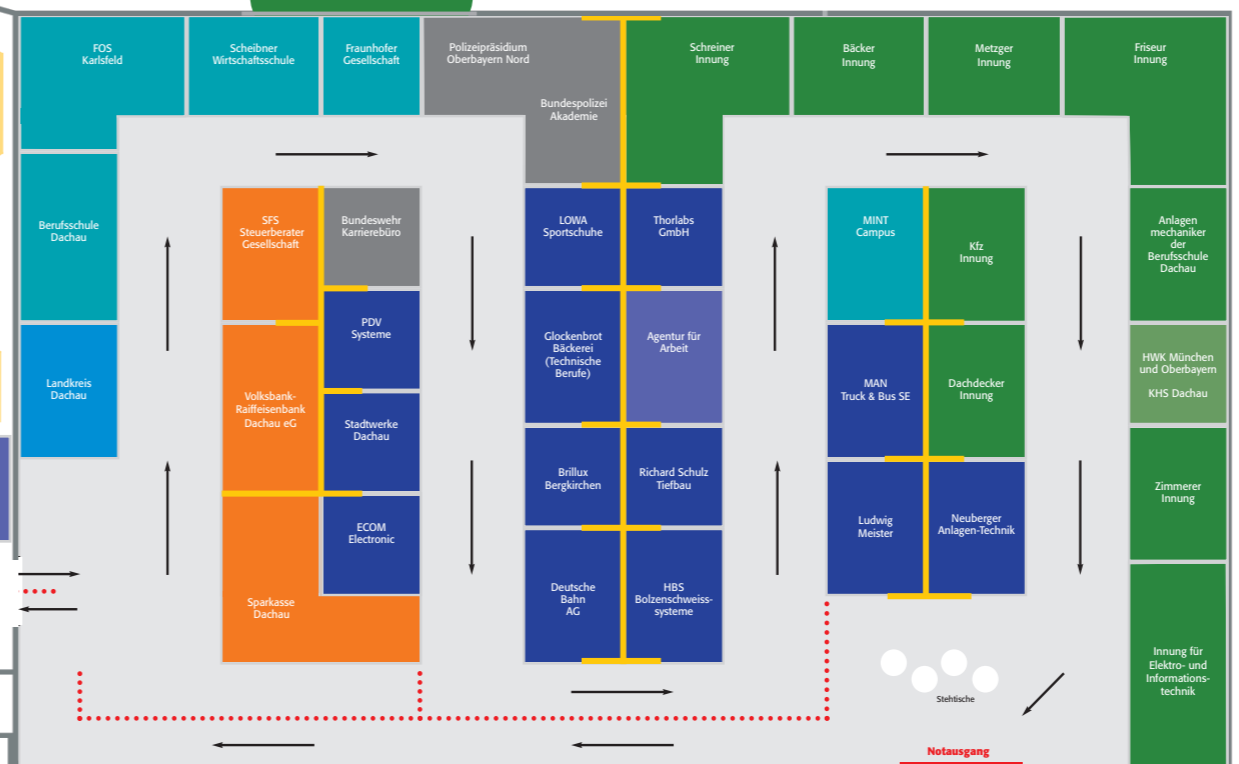 FOS
Karlsfeld
Scheibner
Wirtschaftsschule
Fraunhofer
Gesellschaft
Polizeipräsidium
Oberbayern Nord
Bundespolizei
Akademie
Schreiner
Innung
Bäcker
Innung
Metzger
Innung
Friseur
Innung
Berufsschule
Dachau
Landkreis
Dachau
SFS
Steuerberater
Gesellschaft
Bundeswehr
Karrierebüro
Volksbank-
Raiffeisenbank
Dachau eG
PDV
Systeme
Stadtwerke
Dachau
ECOM
Electronic
Sparkasse
Dachau
LOWA
Sportschuhe
Thorlabs
GmbH
Glockenbrot
Bäckerei
(Technische
Berufe)
Agentur für
Arbeit
Brillux
Bergkirchen
Richard Schulz
Tiefbau
Deutsche
Bahn
AG
HBS
Bolzenschweiss-
systeme
MINT
Campus
Kfz
Innung
MAN
Truck & Bus SE
Dachdecker
Innung
Ludwig
Meister
Neuberger
Anlagen-Technik
Anlagen
mechaniker
der
Berufsschule
Dachau
HWK München
und Oberbayern
KHS Dachau
Zimmerer
Innung
Innung für
Elektro- und
Informations-
technik
Stehtische
Notausgang